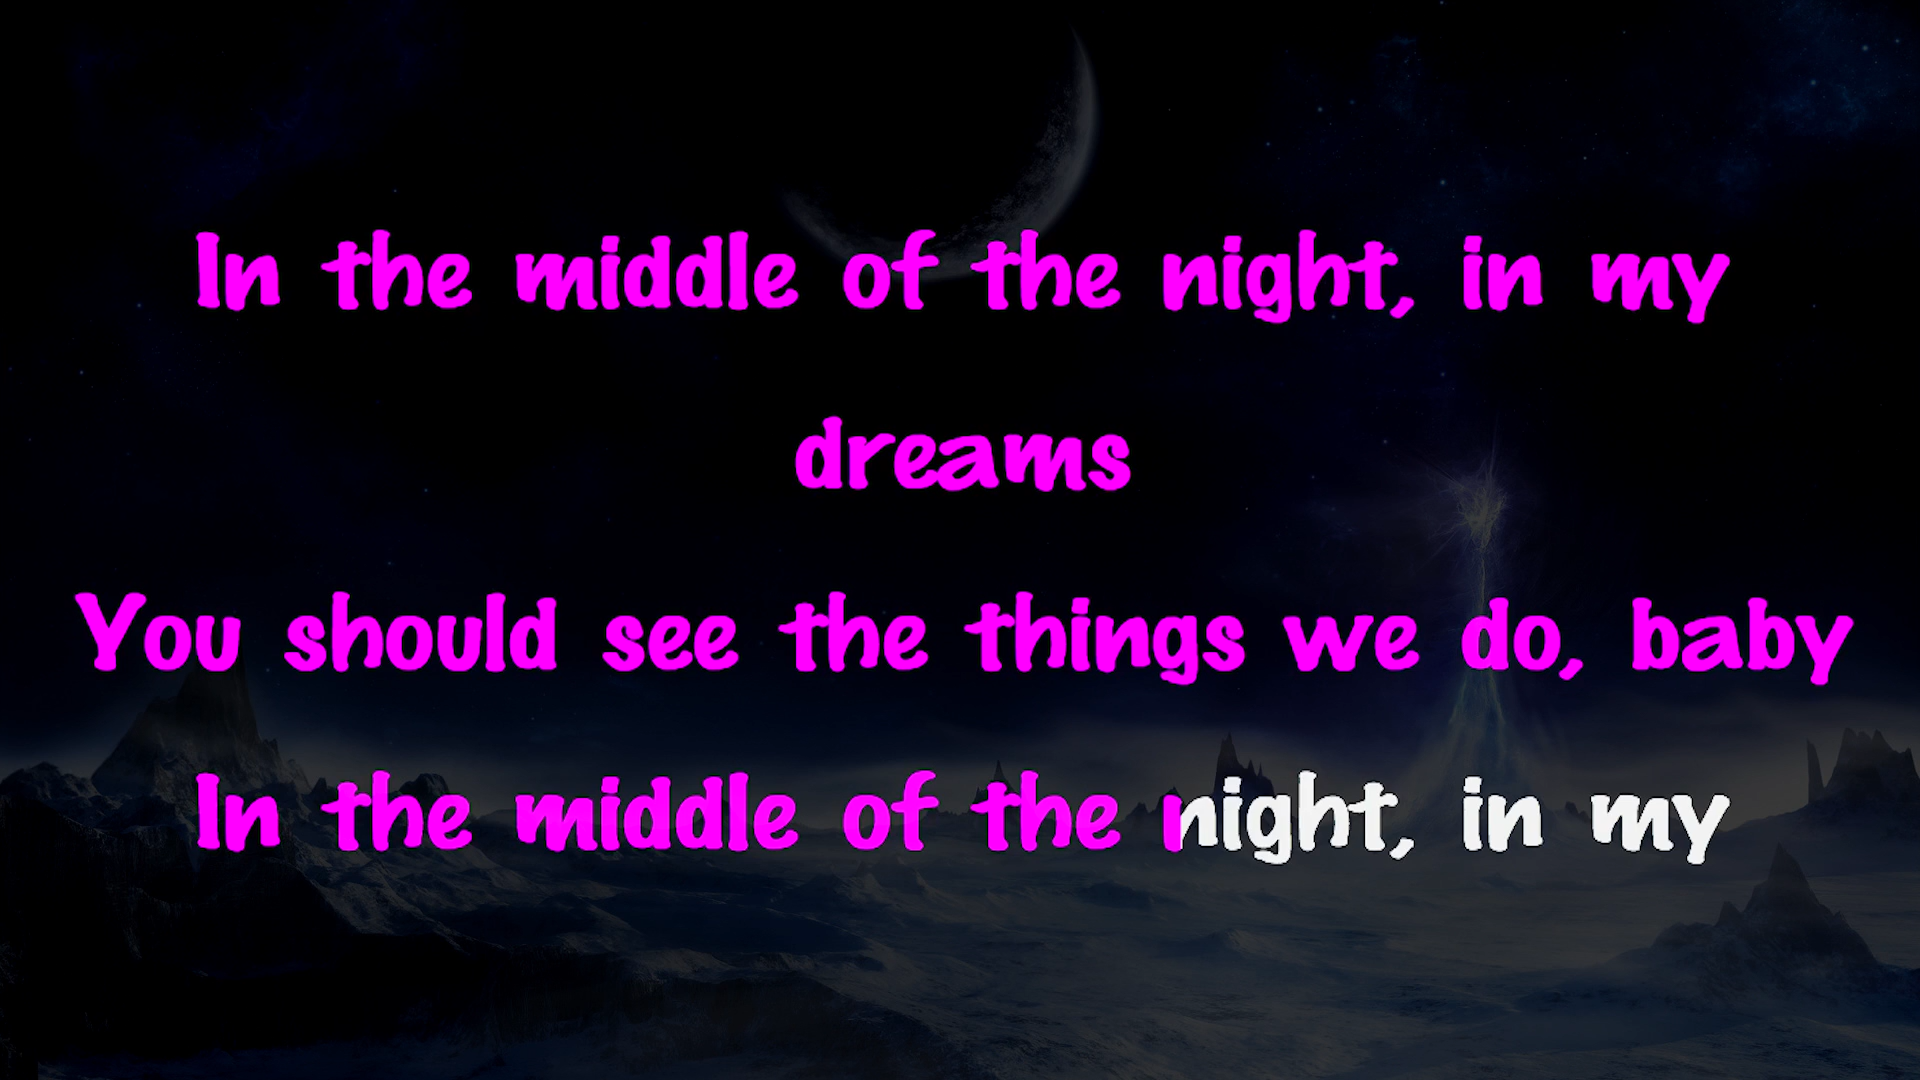 In the middle of the night, in my
dreams
You should see the things we do, baby
In the middle of the night, in my